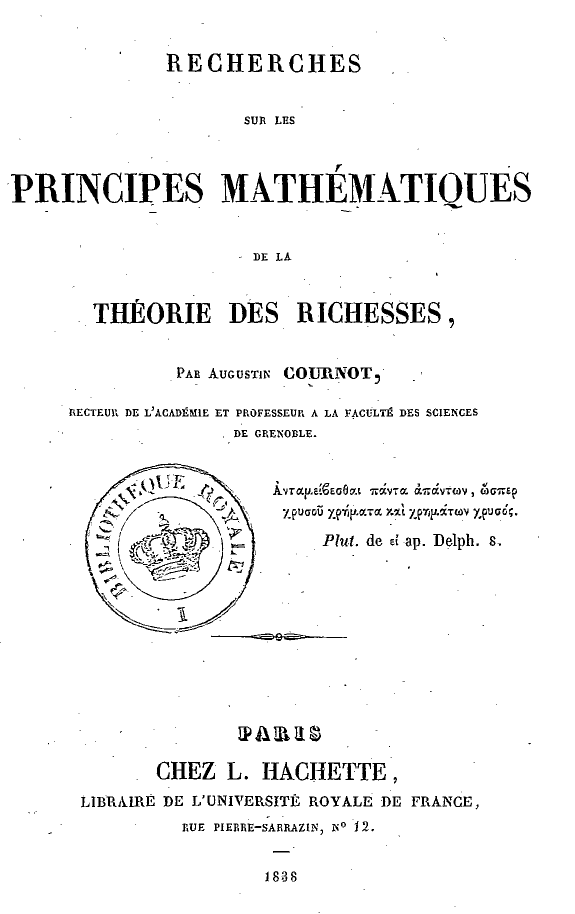 RECHERCHES
SUR LES
PRINCIPES MATHÉMATIQUES
DE LA
THÉORIE DES RICHESSES,
PAR AUGUSTIN COURNOT,
RECTEUR DE L'ACADÉMIE ET PROFESSEUR A LA FACULTÉ DES SCIENCES
DE GRENOBLE.
Ἀνταμείϐεσθαι πάντα ἁπάντων, ὥσπερ
χρυσοῦ χρήματα καὶ χρημάτων χρυσός.
Plut. de εἰ ap. Delph. 8.
BIBLIOTHEQUE ROYALE
I
PARIS
CHEZ L. HACHETTE,
LIBRAIRE DE L'UNIVERSITÉ ROYALE DE FRANCE,
RUE PIERRE-SARRAZIN, Nº 12.
1838